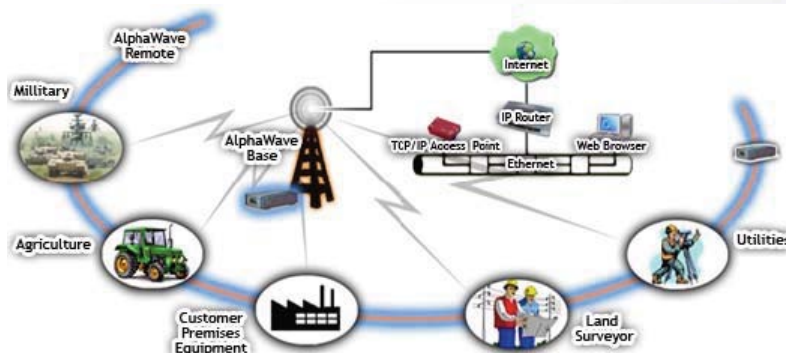 AlphaWave
Remote
Millitary
Internet
IP Router
AlphaWave
Base
TCP/IP Access Point
Web Browser
Ethernet
Agriculture
Utilities
Customer
Premises
Equipment
Land
Surveyor